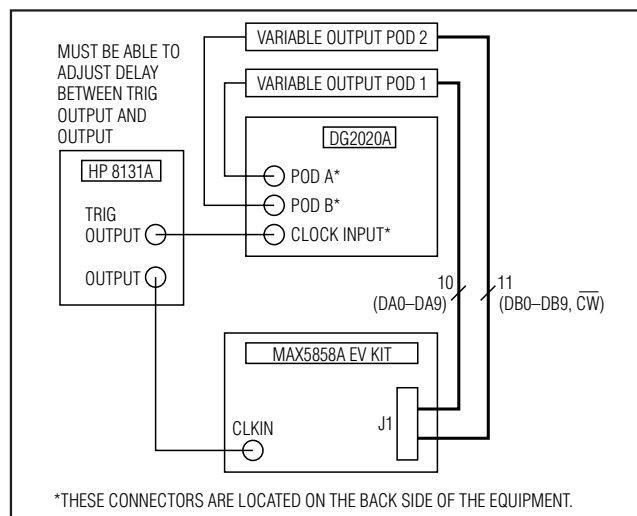 VARIABLE OUTPUT POD 2
VARIABLE OUTPUT POD 1
MUST BE ABLE TO
ADJUST DELAY
BETWEEN TRIG
OUTPUT AND
OUTPUT
DG2020A
HP 8131A
POD A*
POD B*
CLOCK INPUT*
TRIG
OUTPUT
OUTPUT
10
(DA0–DA9)
11
(DB0–DB9, C̅W̅)
MAX5858A EV KIT
J1
CLKIN
*THESE CONNECTORS ARE LOCATED ON THE BACK SIDE OF THE EQUIPMENT.